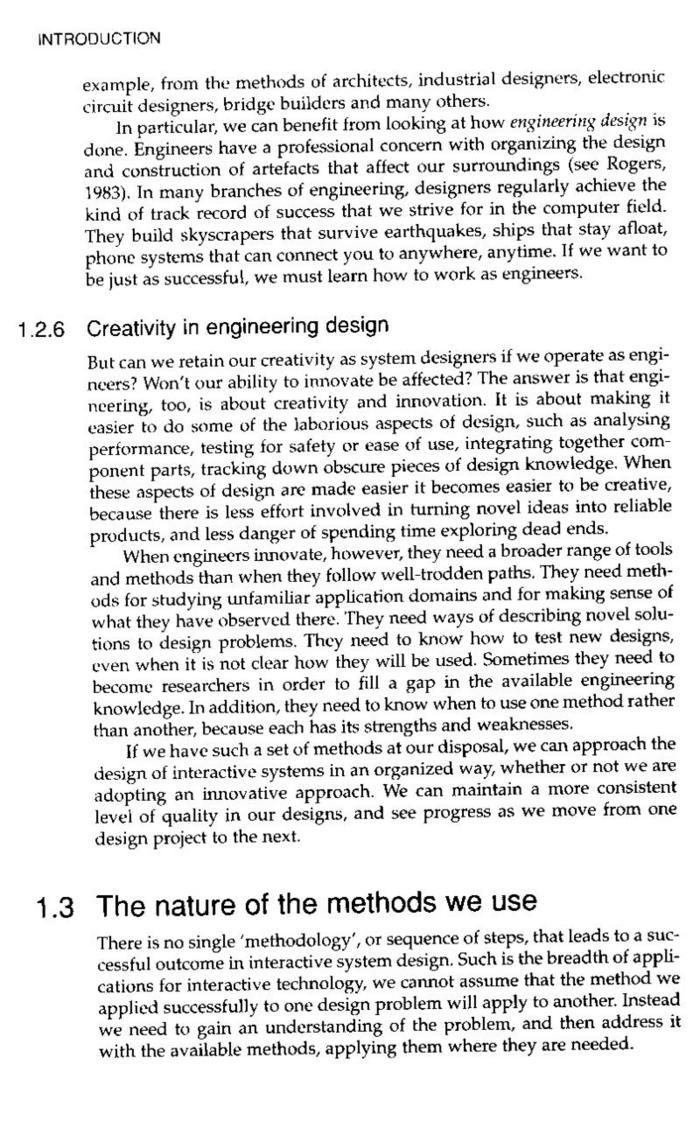 INTRODUCTION
example, from the methods of architects, industrial designers, electronic
circuit designers, bridge builders and many others.
In particular, we can benefit from looking at how engineering design is
done. Engineers have a professional concern with organizing the design
and construction of artefacts that affect our surroundings (see Rogers,
1983). In many branches of engineering, designers regularly achieve the
kind of track record of success that we strive for in the computer field.
They build skyscrapers that survive earthquakes, ships that stay afloat,
phone systems that can connect you to anywhere, anytime. If we want to
be just as successful, we must learn how to work as engineers.
1.2.6 Creativity in engineering design
But can we retain our creativity as system designers if we operate as engi-
neers? Won't our ability to innovate be affected? The answer is that engi-
neering, too, is about creativity and innovation. It is about making it
easier to do some of the laborious aspects of design, such as analysing
performance, testing for safety or ease of use, integrating together com-
ponent parts, tracking down obscure pieces of design knowledge. When
these aspects of design are made easier it becomes easier to be creative,
because there is less effort involved in turning novel ideas into reliable
products, and less danger of spending time exploring dead ends.
When engineers innovate, however, they need a broader range of tools
and methods than when they follow well-trodden paths. They need meth-
ods for studying unfamiliar application domains and for making sense of
what they have observed there. They need ways of describing novel solu-
tions to design problems. They need to know how to test new designs,
even when it is not clear how they will be used. Sometimes they need to
become researchers in order to fill a gap in the available engineering
knowledge. In addition, they need to know when to use one method rather
than another, because each has its strengths and weaknesses.
If we have such a set of methods at our disposal, we can approach the
design of interactive systems in an organized way, whether or not we are
adopting an innovative approach. We can maintain a more consistent
level of quality in our designs, and see progress as we move from one
design project to the next.
1.3 The nature of the methods we use
There is no single 'methodology', or sequence of steps, that leads to a suc-
cessful outcome in interactive system design. Such is the breadth of appli-
cations for interactive technology, we cannot assume that the method we
applied successfully to one design problem will apply to another. Instead
we need to gain an understanding of the problem, and then address it
with the available methods, applying them where they are needed.